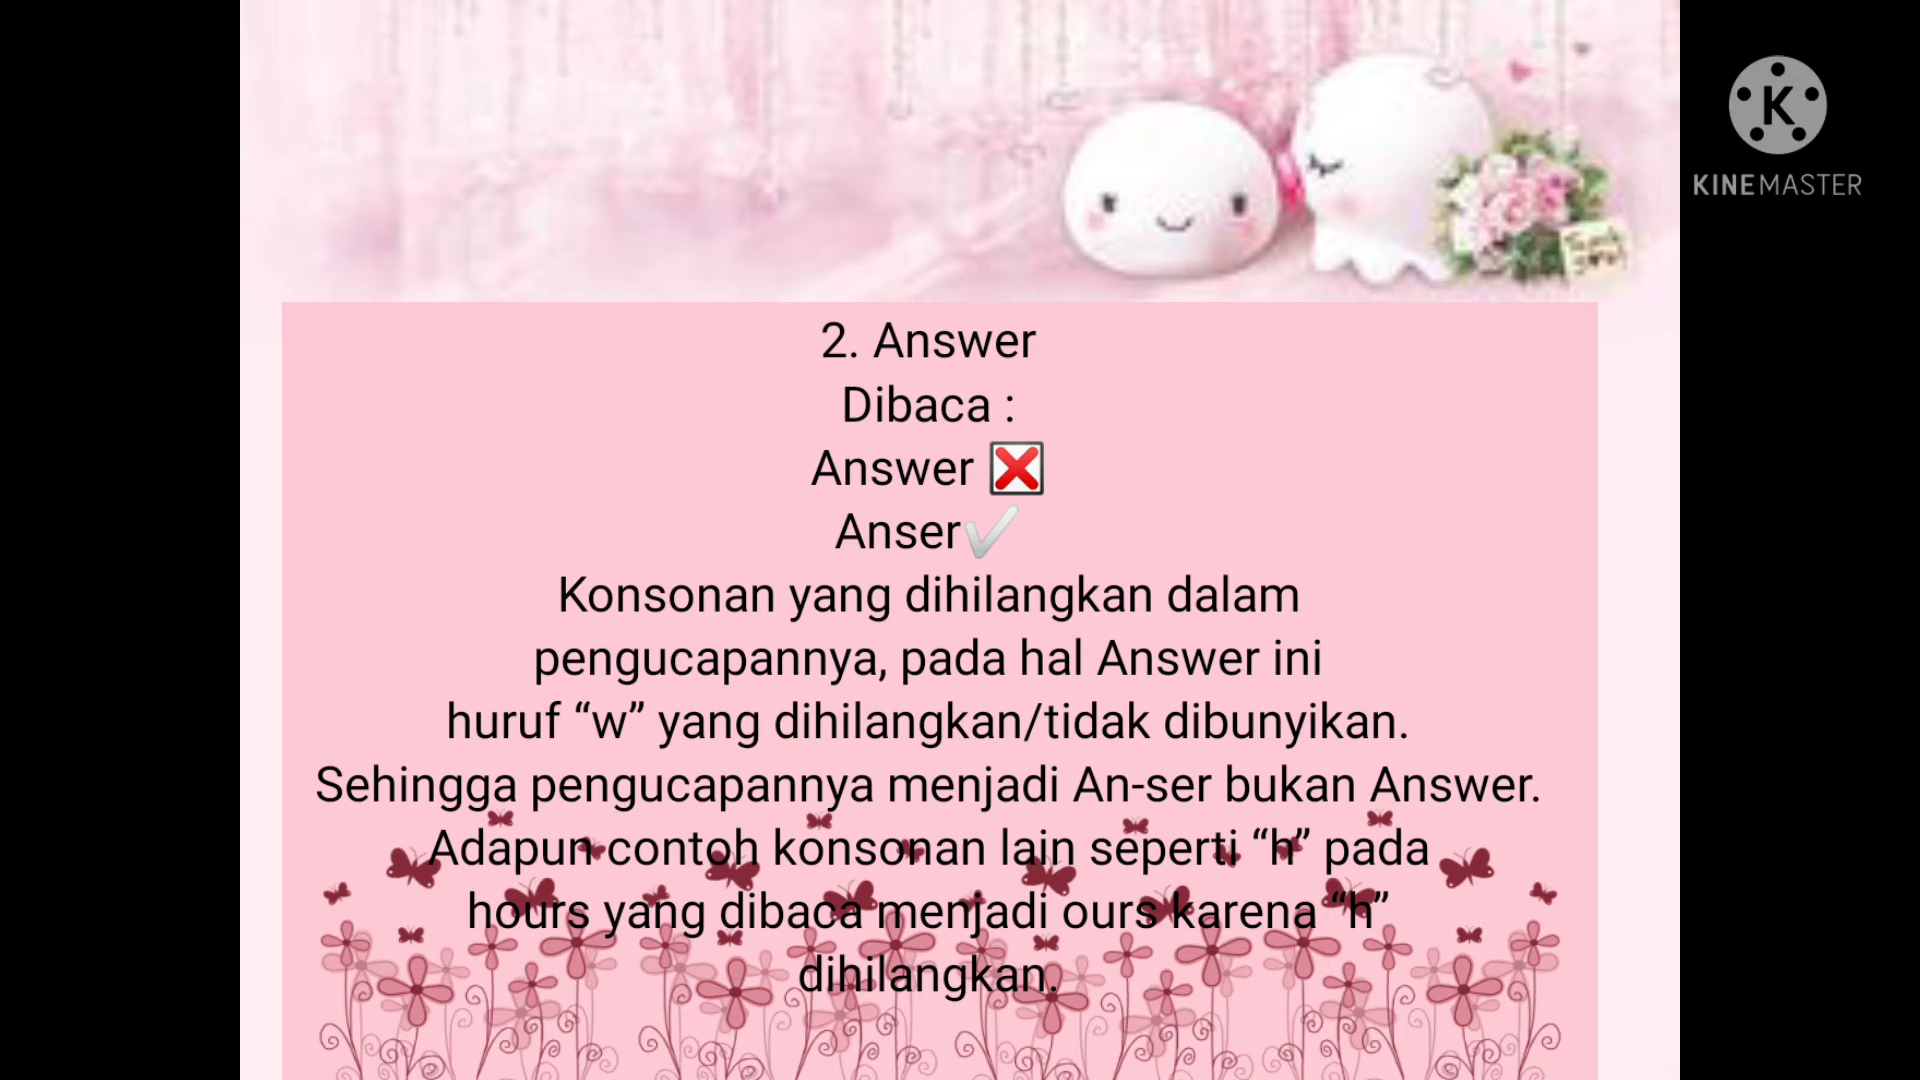 KINEMASTER
2. Answer
Dibaca :
Answer ❎
Anser✔
Konsonan yang dihilangkan dalam
pengucapannya, pada hal Answer ini
huruf “w” yang dihilangkan/tidak dibunyikan.
Sehingga pengucapannya menjadi An-ser bukan Answer.
Adapun contoh konsonan lain seperti “h” pada
hours yang dibaca menjadi ours karena “h”
dihilangkan.